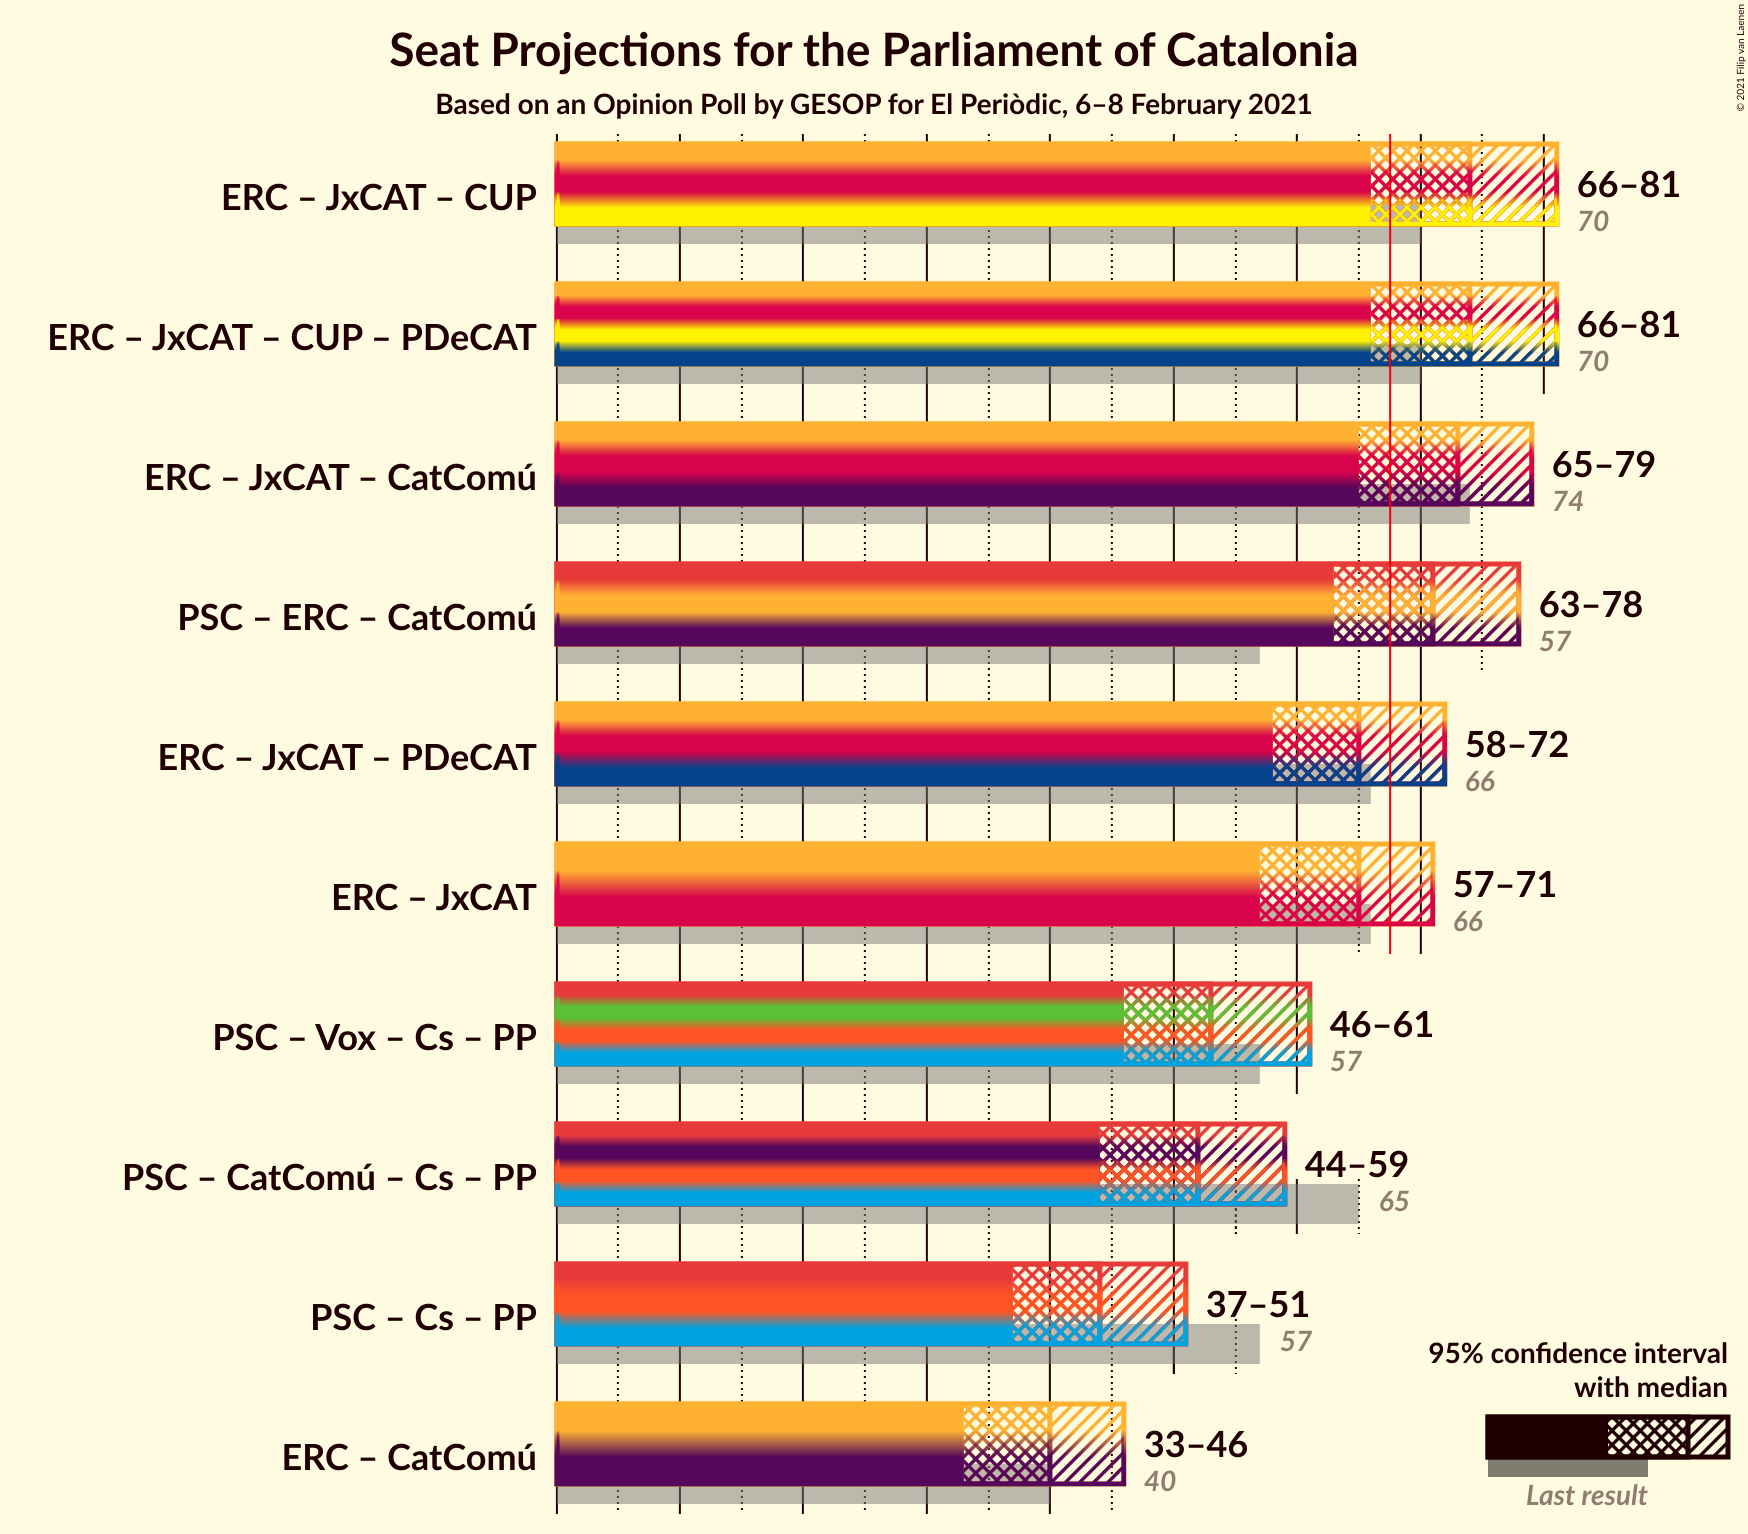 Seat Projections for the Parliament of Catalonia
Based on an Opinion Poll by GESOP for El Periòdic, 6–8 February 2021
© 2021 Filip van Laenen
ERC – JxCAT – CUP
66–81
70
ERC – JxCAT – CUP – PDeCAT
66–81
70
ERC – JxCAT – CatComú
65–79
74
PSC – ERC – CatComú
63–78
57
ERC – JxCAT – PDeCAT
58–72
66
ERC – JxCAT
57–71
66
PSC – Vox – Cs – PP
46–61
57
PSC – CatComú – Cs – PP
44–59
65
PSC – Cs – PP
37–51
57
ERC – CatComú
33–46
40
95% confidence interval
with median
Last result